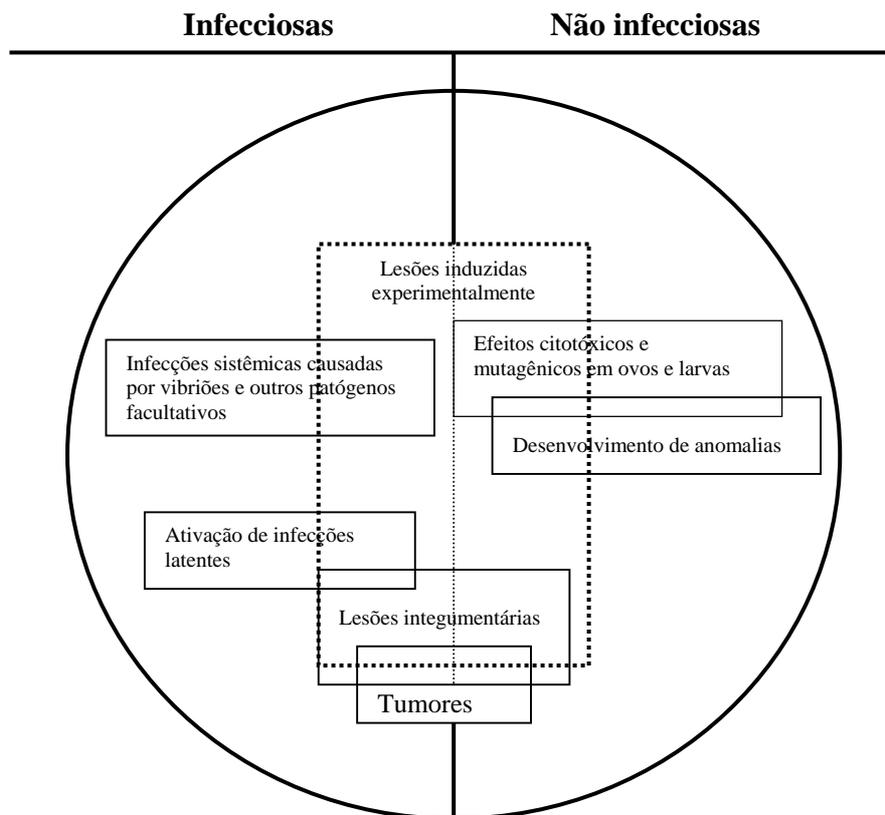 Infecciosas
Não infecciosas
Lesões induzidas
experimentalmente
Efeitos citotóxicos e
mutagênicos em ovos e larvas
Infecções sistêmicas causadas
por vibriões e outros patógenos
facultativos
Desenvolvimento de anomalias
Ativação de infecções
latentes
Lesões integumentárias
Tumores